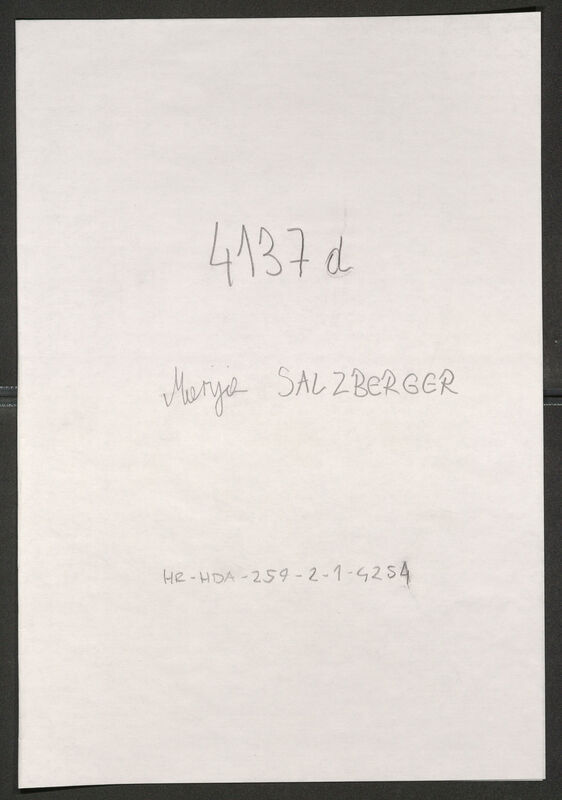 4137 d
Marija SALZBERGER
HR-HDA-259-2-1-4254